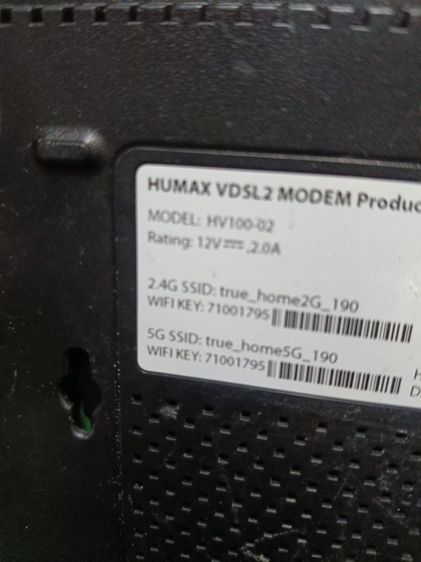 HUMAX VDSL2 MODEM Produc
MODEL: HV100-02
Rating: 12V⎓, 2.0A
2.4G SSID: true_home2G_190
WIFI KEY: 71001795
5G SSID: true_home5G_190
WIFI KEY: 71001795
H
D